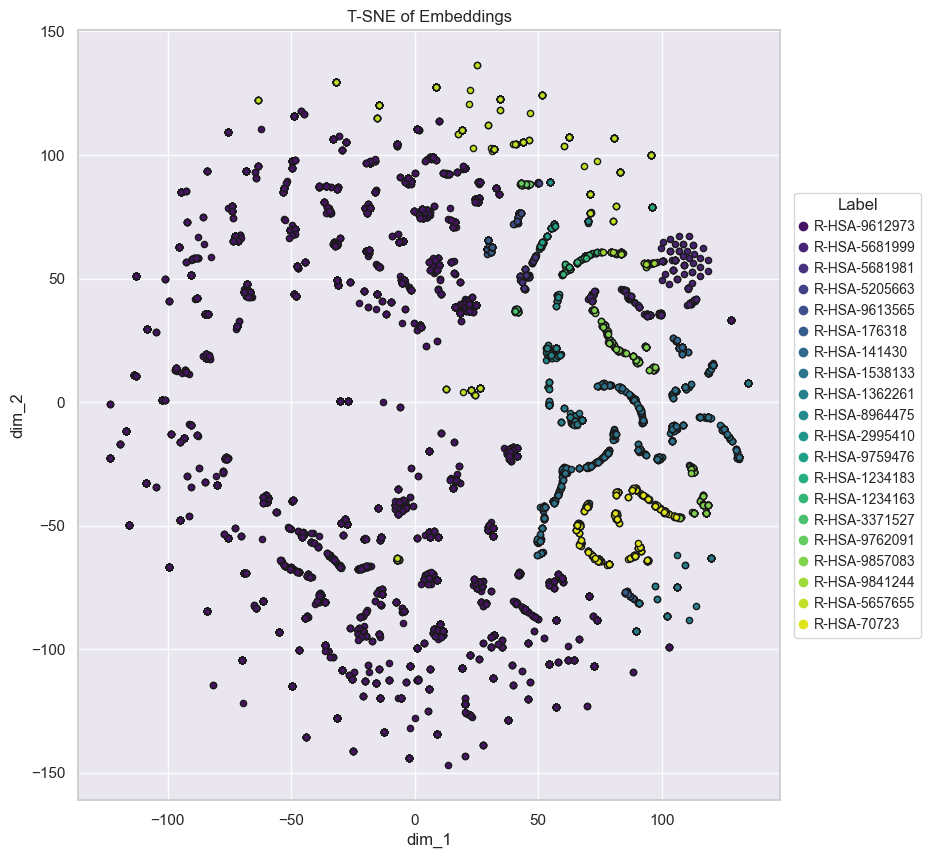 T-SNE of Embeddings
150
100
50
0
−50
−100
−150
dim_2
−100
−50
0
50
100
dim_1
Label
R-HSA-9612973
R-HSA-5681999
R-HSA-5681981
R-HSA-5205663
R-HSA-9613565
R-HSA-176318
R-HSA-141430
R-HSA-1538133
R-HSA-1362261
R-HSA-8964475
R-HSA-2995410
R-HSA-9759476
R-HSA-1234183
R-HSA-1234163
R-HSA-3371527
R-HSA-9762091
R-HSA-9857083
R-HSA-9841244
R-HSA-5657655
R-HSA-70723